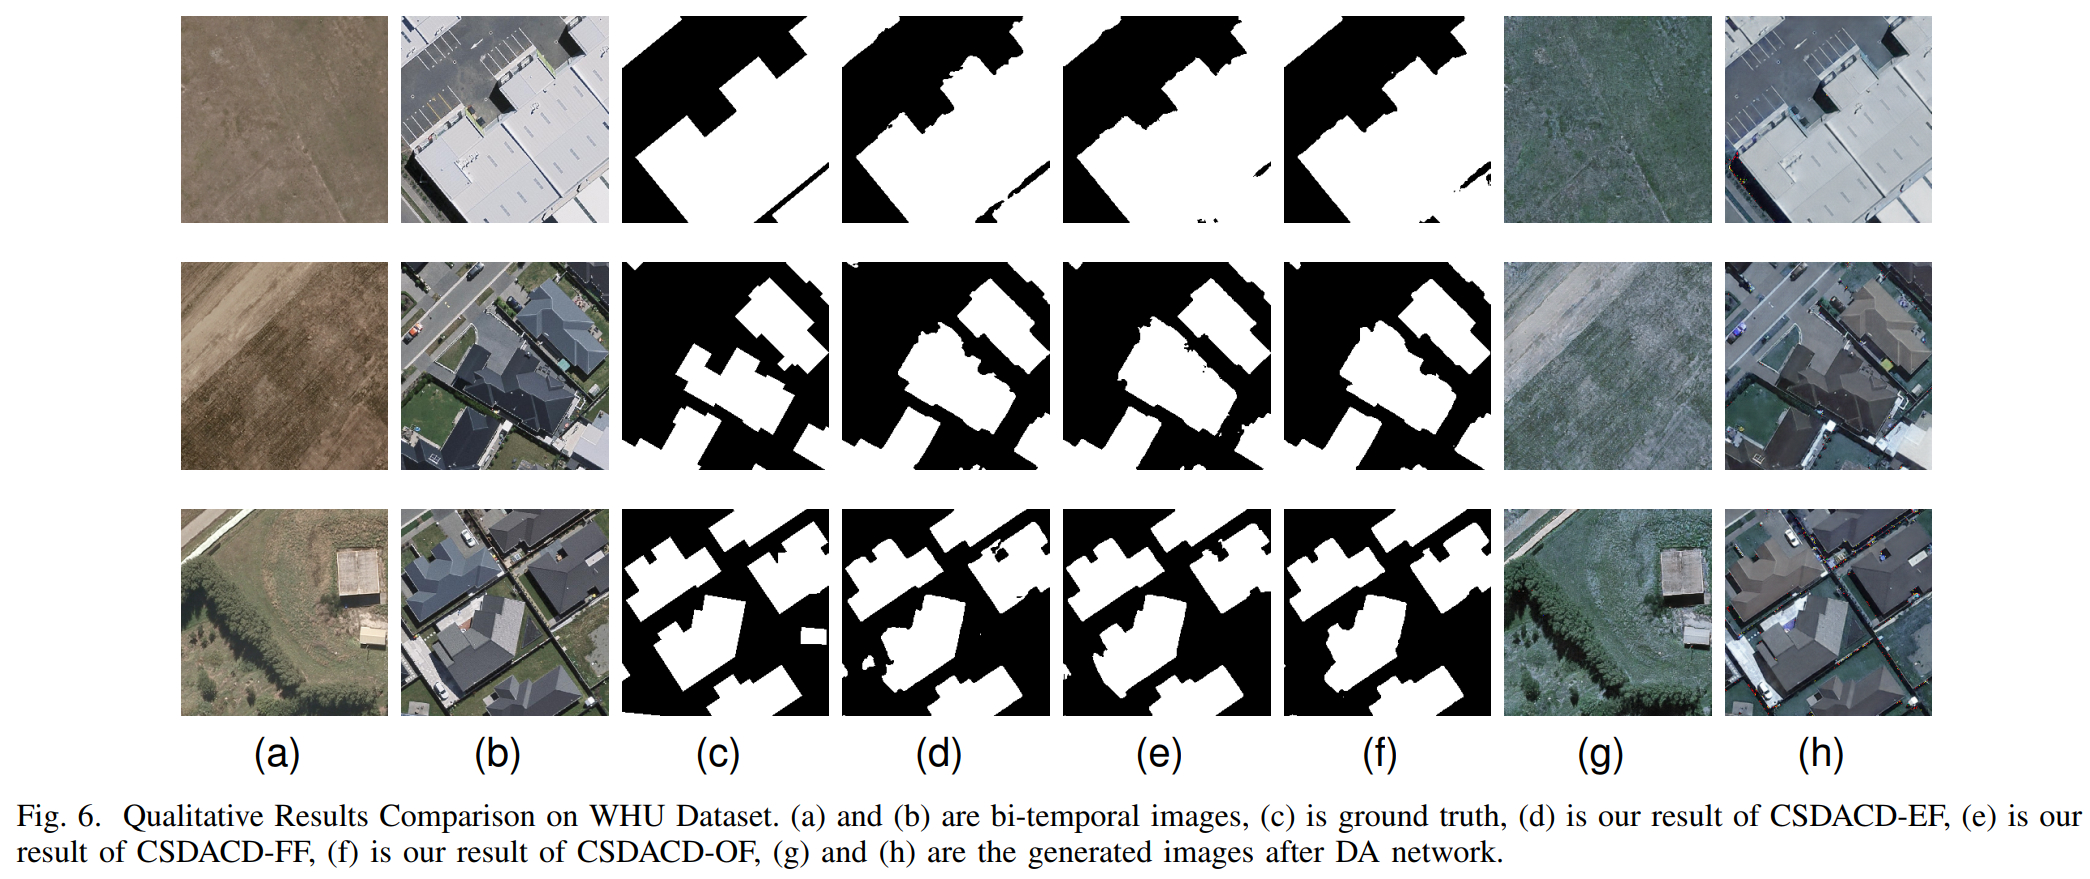 (a) (b) (c) (d) (e) (f) (g) (h)
Fig. 6. Qualitative Results Comparison on WHU Dataset. (a) and (b) are bi-temporal images, (c) is ground truth, (d) is our result of CSDACD-EF, (e) is our
result of CSDACD-FF, (f) is our result of CSDACD-OF, (g) and (h) are the generated images after DA network.